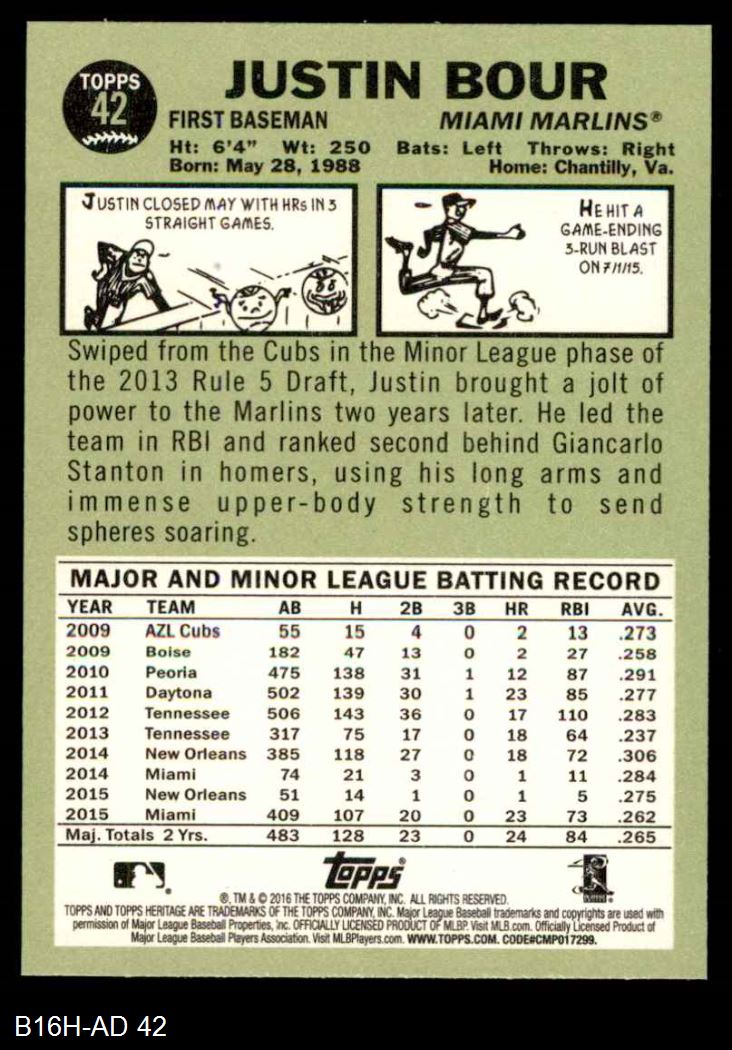 TOPPS
42
JUSTIN BOUR
FIRST BASEMAN MIAMI MARLINS®
Ht: 6'4" Wt: 250 Bats: Left Throws: Right
Born: May 28, 1988 Home: Chantilly, Va.
JUSTIN CLOSED MAY WITH HRs IN 3
STRAIGHT GAMES.
HE HIT A
GAME-ENDING
3-RUN BLAST
ON 7/1/15.
Swiped from the Cubs in the Minor League phase of
the 2013 Rule 5 Draft, Justin brought a jolt of
power to the Marlins two years later. He led the
team in RBI and ranked second behind Giancarlo
Stanton in homers, using his long arms and
immense upper-body strength to send
spheres soaring.
MAJOR AND MINOR LEAGUE BATTING RECORD
YEAR TEAM AB H 2B 3B HR RBI AVG.
2009 AZL Cubs 55 15 4 0 2 13 .273
2009 Boise 182 47 13 0 2 27 .258
2010 Peoria 475 138 31 1 12 87 .291
2011 Daytona 502 139 30 1 23 85 .277
2012 Tennessee 506 143 36 0 17 110 .283
2013 Tennessee 317 75 17 0 18 64 .237
2014 New Orleans 385 118 27 0 18 72 .306
2014 Miami 74 21 3 0 1 11 .284
2015 New Orleans 51 14 1 0 1 5 .275
2015 Miami 409 107 20 0 23 73 .262
Maj. Totals 2 Yrs. 483 128 23 0 24 84 .265
TOPPS®
®, TM & © 2016 THE TOPPS COMPANY, INC. ALL RIGHTS RESERVED.
TOPPS AND TOPPS HERITAGE ARE TRADEMARKS OF THE TOPPS COMPANY, INC. Major League Baseball trademarks and copyrights are used with
permission of Major League Baseball Properties, Inc. OFFICIALLY LICENSED PRODUCT OF MLBP. Visit MLB.com. Officially Licensed Product of
Major League Baseball Players Association. Visit MLBPlayers.com. WWW.TOPPS.COM. CODE#CMP017299.
B16H-AD 42